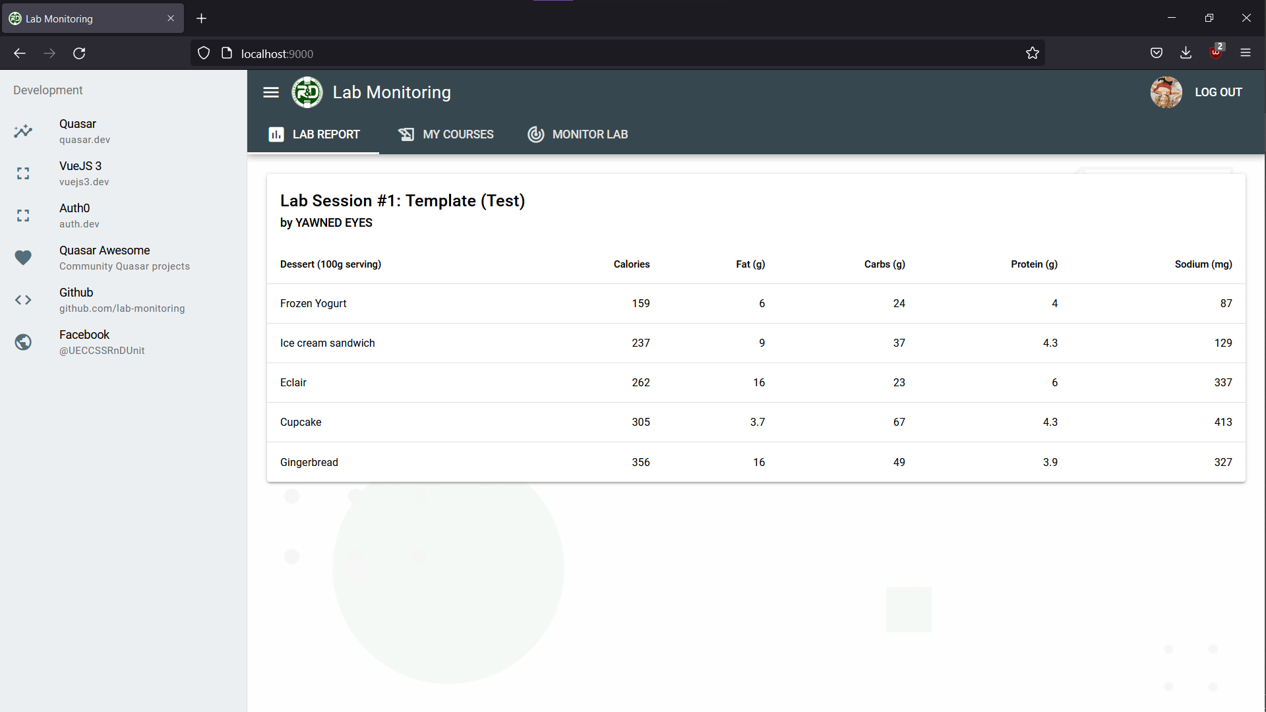 Lab Monitoring
localhost:9000
2
Development
Quasar
quasar.dev
VueJS 3
vuejs3.dev
Auth0
auth.dev
Quasar Awesome
Community Quasar projects
Github
github.com/lab-monitoring
Facebook
@UECCSSRnDUnit
R&D Lab Monitoring
LOG OUT
LAB REPORT MY COURSES MONITOR LAB
Lab Session #1: Template (Test)
by YAWNED EYES
Dessert (100g serving) Calories Fat (g) Carbs (g) Protein (g) Sodium (mg)
Frozen Yogurt 159 6 24 4 87
Ice cream sandwich 237 9 37 4.3 129
Eclair 262 16 23 6 337
Cupcake 305 3.7 67 4.3 413
Gingerbread 356 16 49 3.9 327